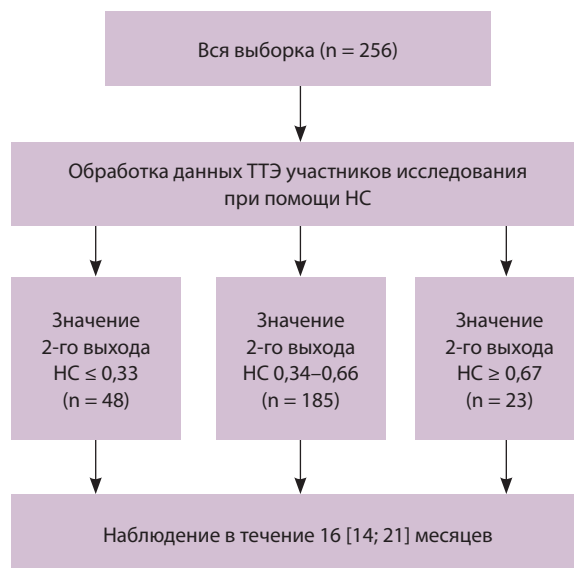 Вся выборка (n = 256)
Обработка данных ТТЭ участников исследования
при помощи НС
Значение
2-го выхода
НС ≤ 0,33
(n = 48)
Значение
2-го выхода
НС 0,34–0,66
(n = 185)
Значение
2-го выхода
НС ≥ 0,67
(n = 23)
Наблюдение в течение 16 [14; 21] месяцев